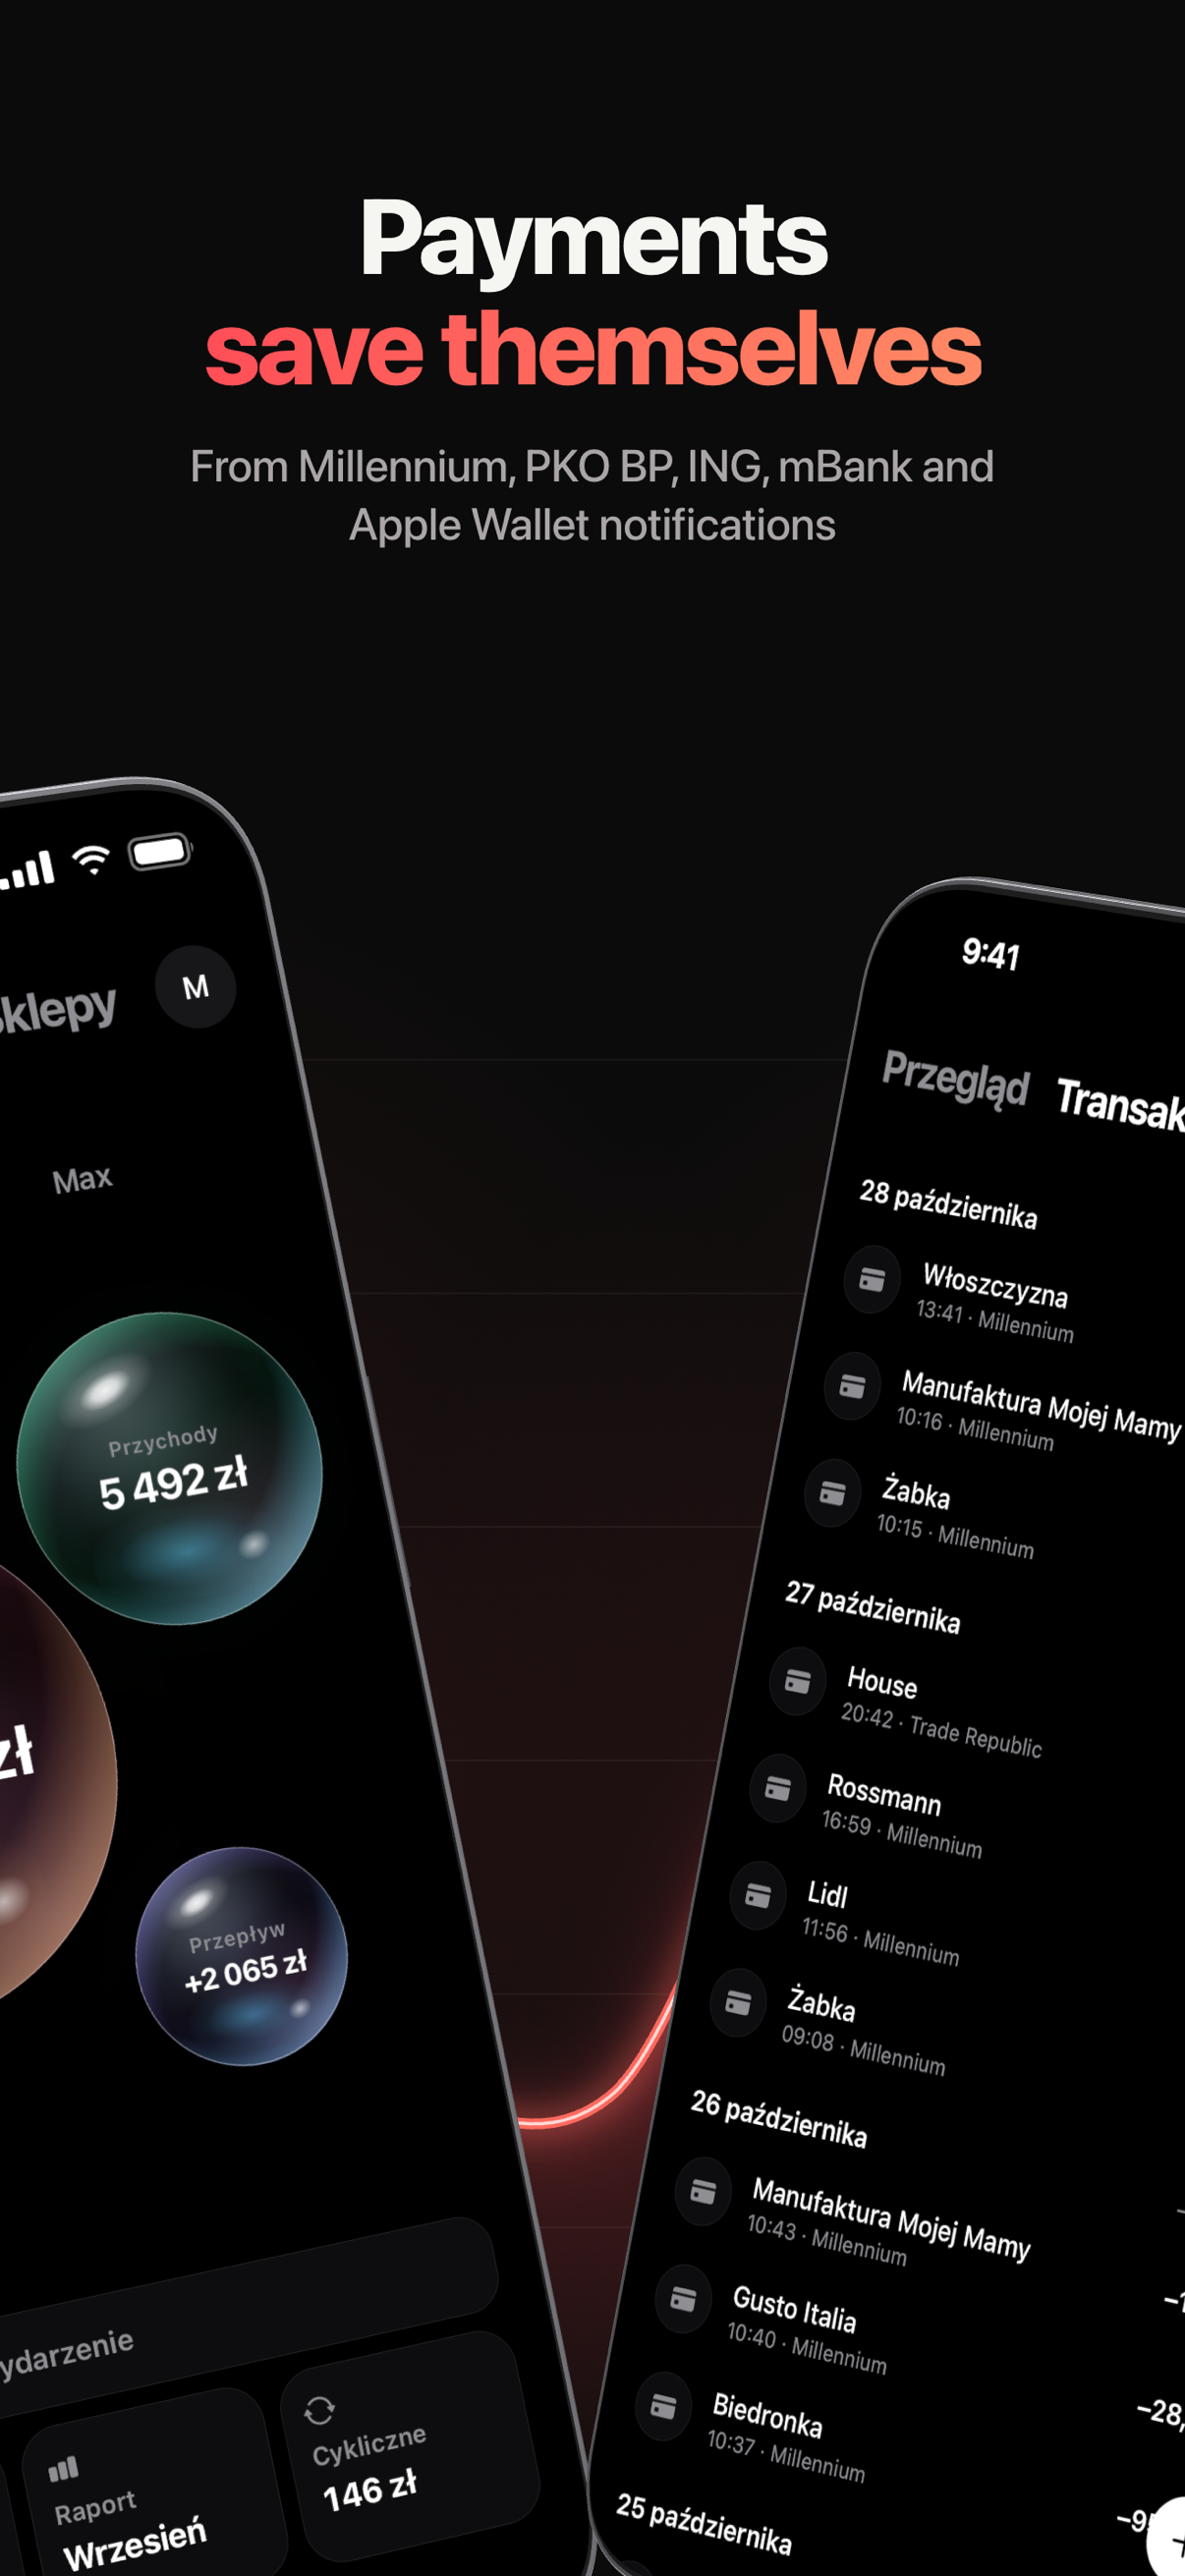 Payments
save themselves
From Millennium, PKO BP, ING, mBank and
Apple Wallet notifications
M
Max
Przychody
5 492 zł
zł
Przepływ
+2 065 zł
Raport
Wrzesień
Cykliczne
146 zł
9:41
Przegląd
28 października
Włoszczyzna
13:41 · Millennium
Manufaktura Mojej Mamy
10:16 · Millennium
Żabka
10:15 · Millennium
27 października
House
20:42 · Trade Republic
Rossmann
16:59 · Millennium
Lidl
11:56 · Millennium
Żabka
09:08 · Millennium
26 października
Manufaktura Mojej Mamy
10:43 · Millennium
Gusto Italia
10:40 · Millennium
Biedronka
10:37 · Millennium
25 października